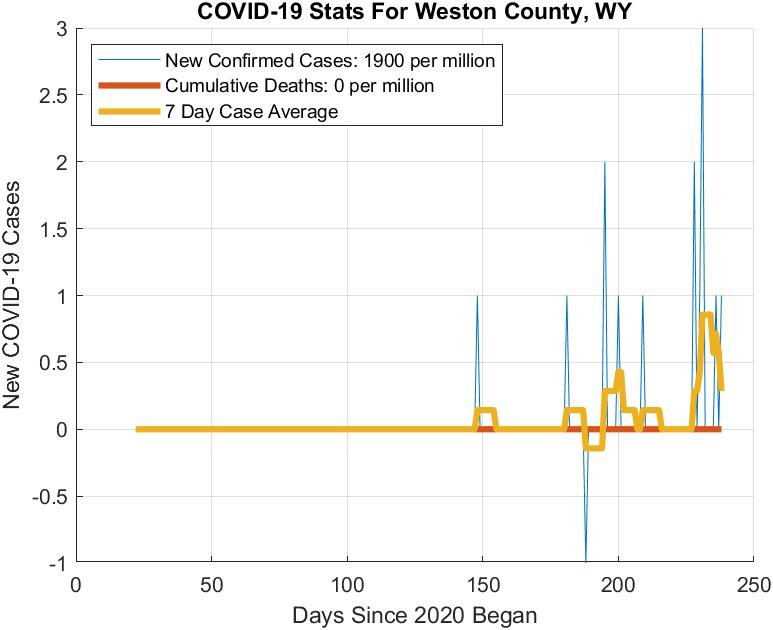 COVID-19 Stats For Weston County, WY
New Confirmed Cases: 1900 per million
Cumulative Deaths: 0 per million
7 Day Case Average
New COVID-19 Cases
3
2.5
2
1.5
1
0.5
0
-0.5
-1
0 50 100 150 200 250
Days Since 2020 Began